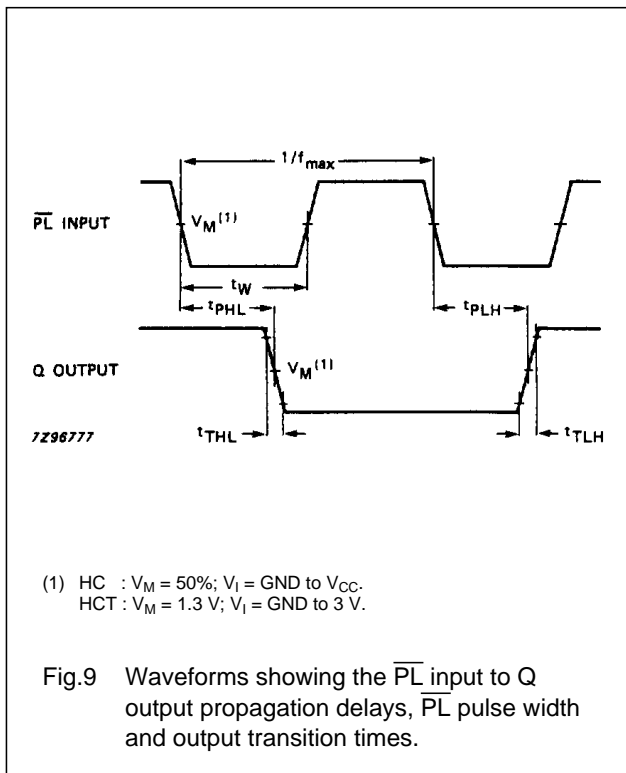 1/fmax
PL INPUT
VM(1)
tW
tPHL
tPLH
Q OUTPUT
VM(1)
7Z96777
tTHL
tTLH
(1) HC : VM = 50%; VI = GND to VCC.
HCT : VM = 1.3 V; VI = GND to 3 V.
Fig.9 Waveforms showing the PL input to Q
output propagation delays, PL pulse width
and output transition times.